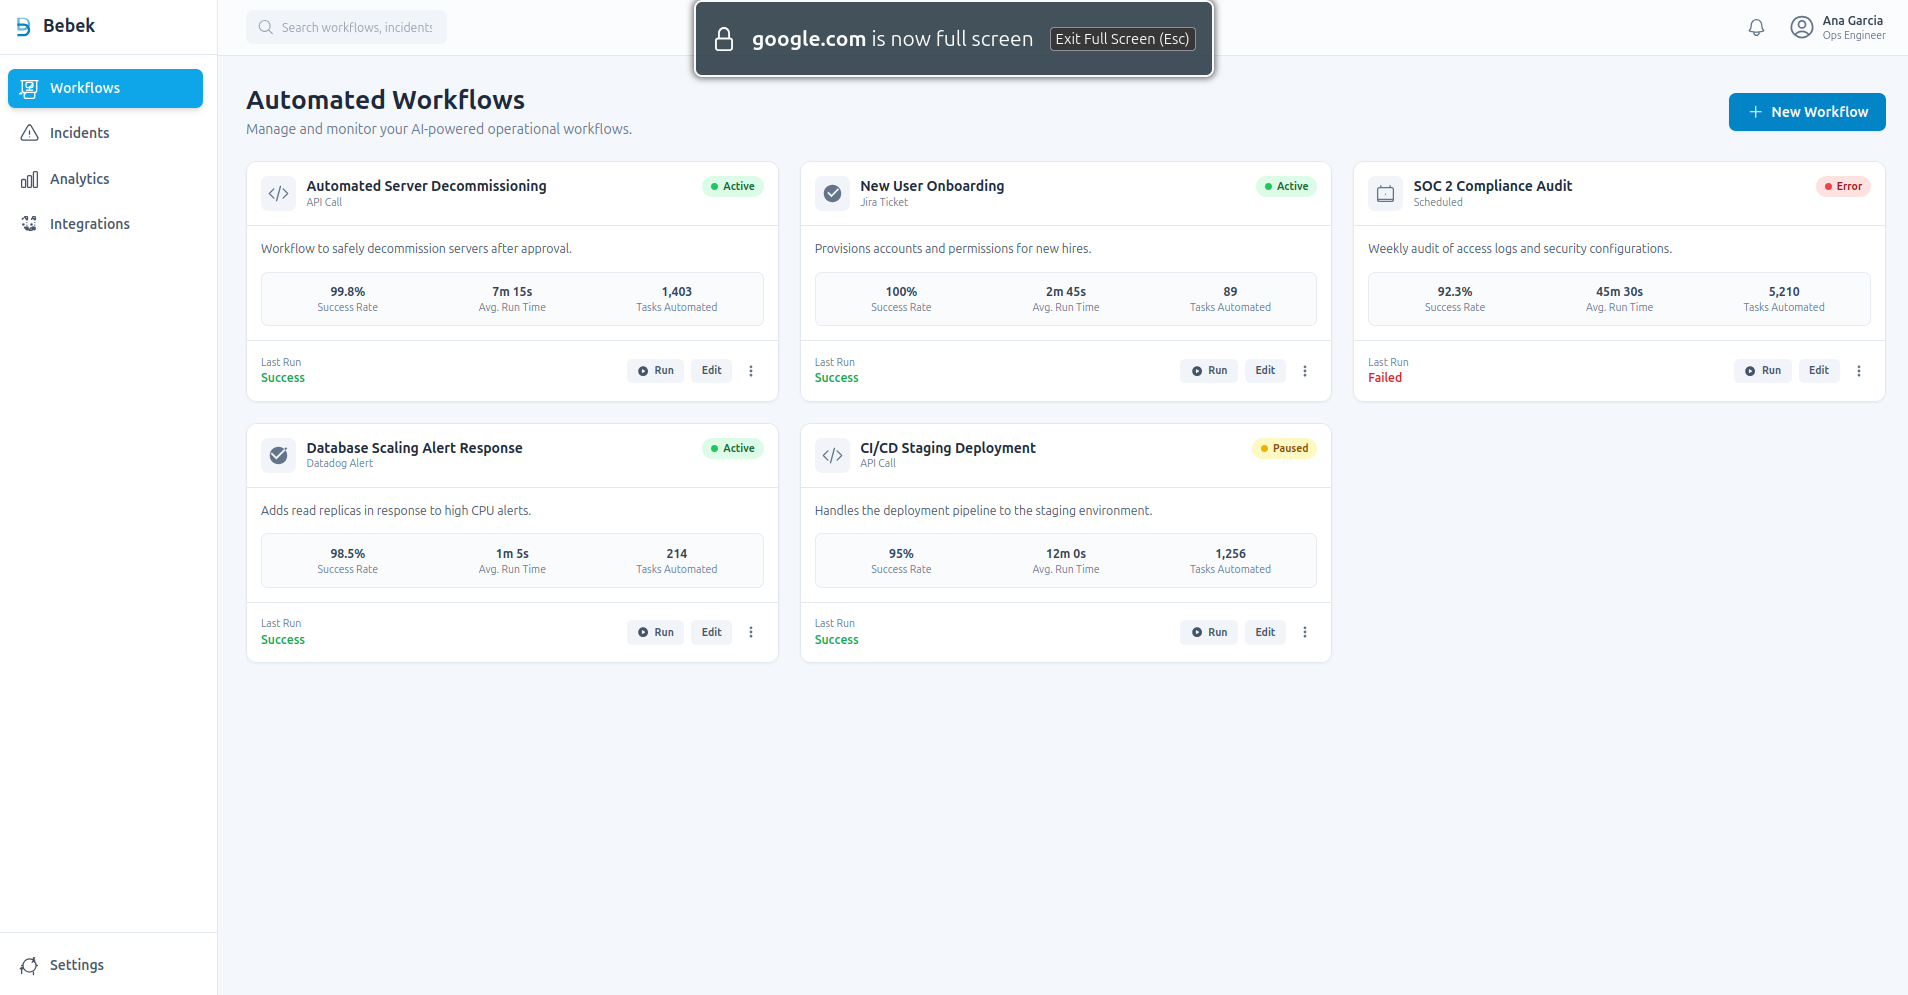 Bebek
Search workflows, incidents
google.com is now full screen
Exit Full Screen (Esc)
Ana Garcia
Ops Engineer
Workflows
Incidents
Analytics
Integrations
Settings
Automated Workflows
Manage and monitor your AI-powered operational workflows.
New Workflow
Automated Server Decommissioning
API Call
Active
Workflow to safely decommission servers after approval.
99.8% 7m 15s 1,403
Success Rate Avg. Run Time Tasks Automated
Last Run
Success
Run Edit
New User Onboarding
Jira Ticket
Active
Provisions accounts and permissions for new hires.
100% 2m 45s 89
Success Rate Avg. Run Time Tasks Automated
Last Run
Success
Run Edit
SOC 2 Compliance Audit
Scheduled
Error
Weekly audit of access logs and security configurations.
92.3% 45m 30s 5,210
Success Rate Avg. Run Time Tasks Automated
Last Run
Failed
Run Edit
Database Scaling Alert Response
Datadog Alert
Active
Adds read replicas in response to high CPU alerts.
98.5% 1m 5s 214
Success Rate Avg. Run Time Tasks Automated
Last Run
Success
Run Edit
CI/CD Staging Deployment
API Call
Paused
Handles the deployment pipeline to the staging environment.
95% 12m 0s 1,256
Success Rate Avg. Run Time Tasks Automated
Last Run
Success
Run Edit